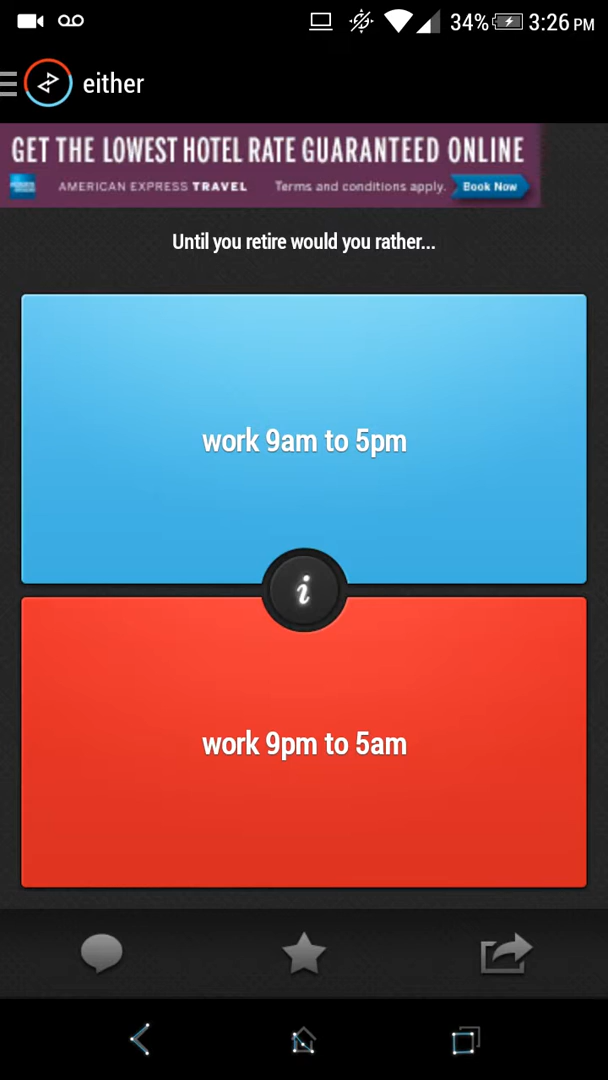 34% 3:26 PM
either
GET THE LOWEST HOTEL RATE GUARANTEED ONLINE
AMERICAN EXPRESS TRAVEL Terms and conditions apply. Book Now
Until you retire would you rather...
work 9am to 5pm
i
work 9pm to 5am